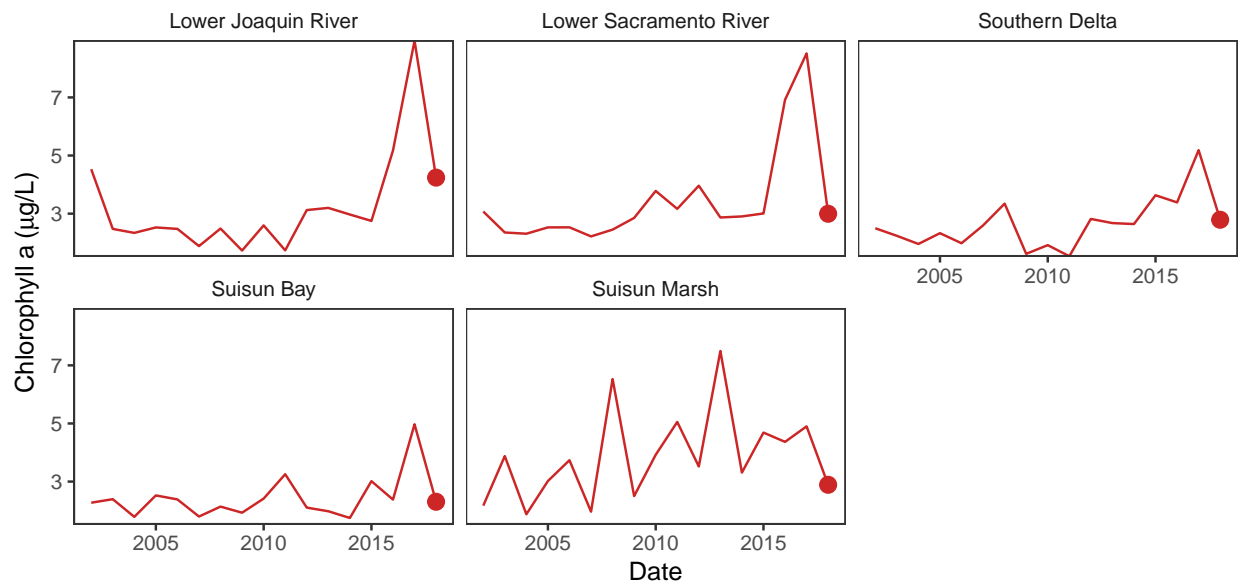 Lower Joaquin River
Lower Sacramento River
Southern Delta
7
5
3
2005
2010
2015
Suisun Bay
Suisun Marsh
7
5
3
2005
2010
2015
2005
2010
2015
Chlorophyll a (µg/L)
Date